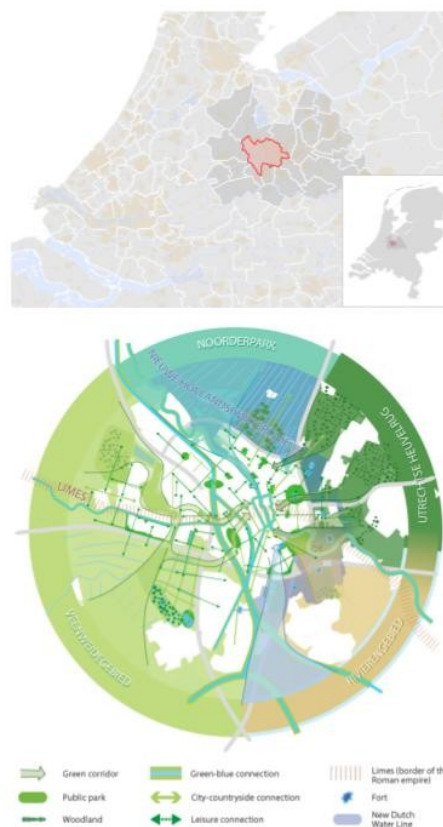 NOORDERPARK
UTRECHTSE HEUVELRUG
LIMES
VEENWEIDEGEBIED
RIVIERENGEBIED
Green corridor
Green-blue connection
Limes (border of the
Roman empire)
Public park
City-countryside connection
Fort
Woodland
Leisure connection
New Dutch
Water Line